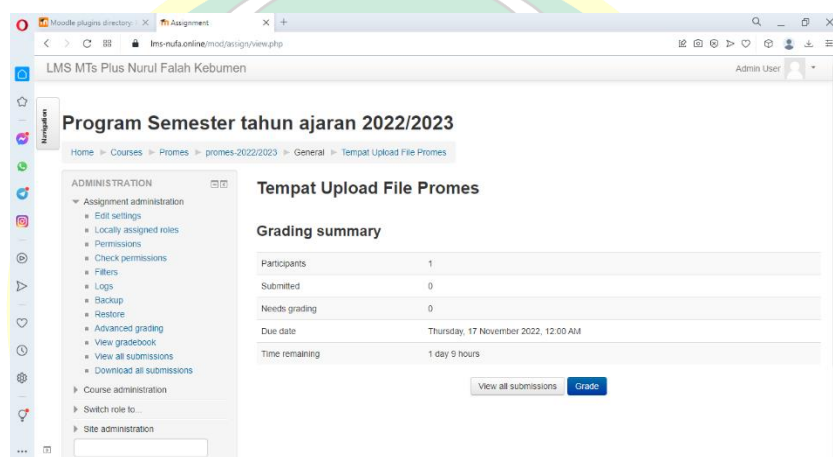 Moodle plugins directory:
Assignment
lms-nufa.online/mod/assign/view.php
LMS MTs Plus Nurul Falah Kebumen
Admin User
Navigation
Program Semester tahun ajaran 2022/2023
Home Courses Promes promes-2022/2023 General Tempat Upload File Promes
ADMINISTRATION
Assignment administration
Edit settings
Locally assigned roles
Permissions
Check permissions
Filters
Logs
Backup
Restore
Advanced grading
View gradebook
View all submissions
Download all submissions
Course administration
Switch role to...
Site administration
Tempat Upload File Promes
Grading summary
Participants 1
Submitted 0
Needs grading 0
Due date Thursday, 17 November 2022, 12:00 AM
Time remaining 1 day 9 hours
View all submissions Grade